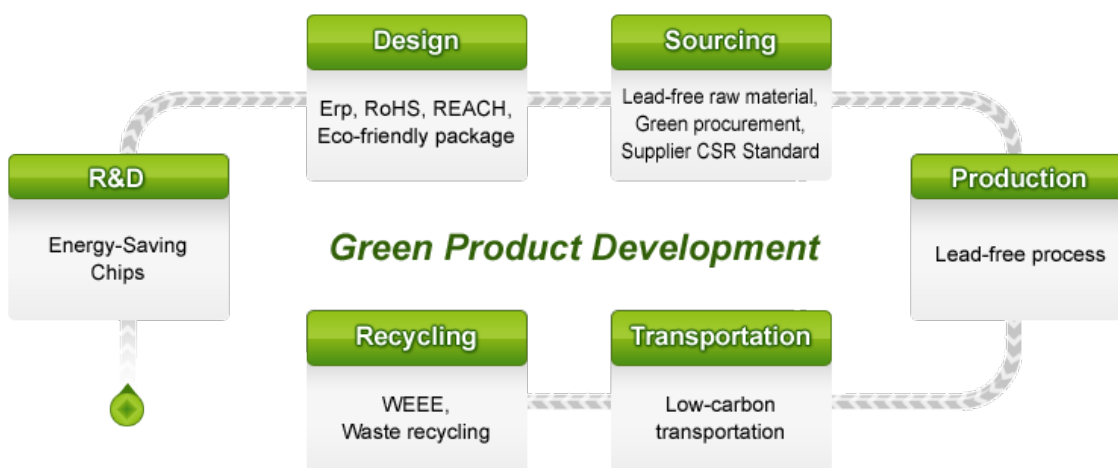 Design
Erp, RoHS, REACH,
Eco-friendly package
Sourcing
Lead-free raw material,
Green procurement,
Supplier CSR Standard
R&D
Energy-Saving
Chips
Production
Lead-free process
Green Product Development
Recycling
WEEE,
Waste recycling
Transportation
Low-carbon
transportation